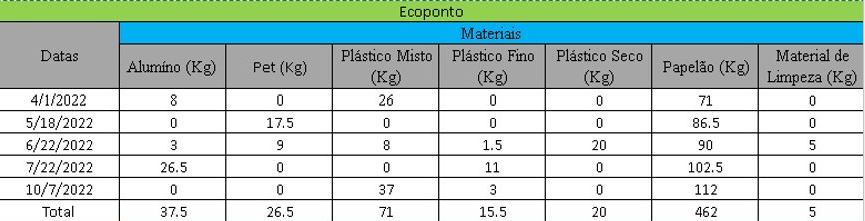 Ecoponto
Datas Materiais
Alumíno (Kg) Pet (Kg) Plástico Misto (Kg) Plástico Fino (Kg) Plástico Seco (Kg) Papelão (Kg) Material de Limpeza (Kg)
4/1/2022 8 0 26 0 0 71 0
5/18/2022 0 17.5 0 0 0 86.5 0
6/22/2022 3 9 8 1.5 20 90 5
7/22/2022 26.5 0 0 11 0 102.5 0
10/7/2022 0 0 37 3 0 112 0
Total 37.5 26.5 71 15.5 20 462 5